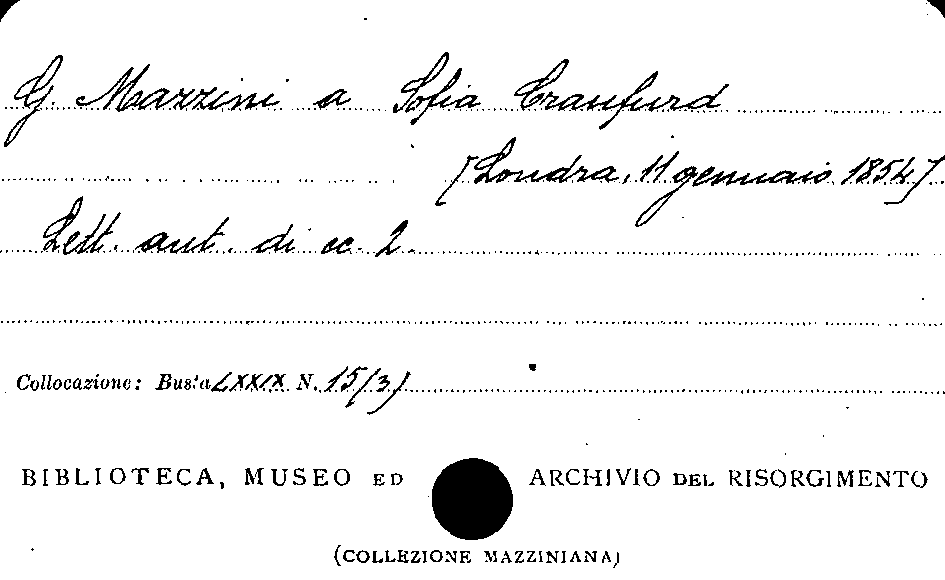 G. Mazzini a Sofia Craufurd
[Londra, 11 gennaio 1854]
Lett. aut. di cc. 2.
Collocazione: Busta LXXIX N. 15(3)
BIBLIOTECA, MUSEO ED ARCHIVIO DEL RISORGIMENTO
(COLLEZIONE MAZZINIANA)